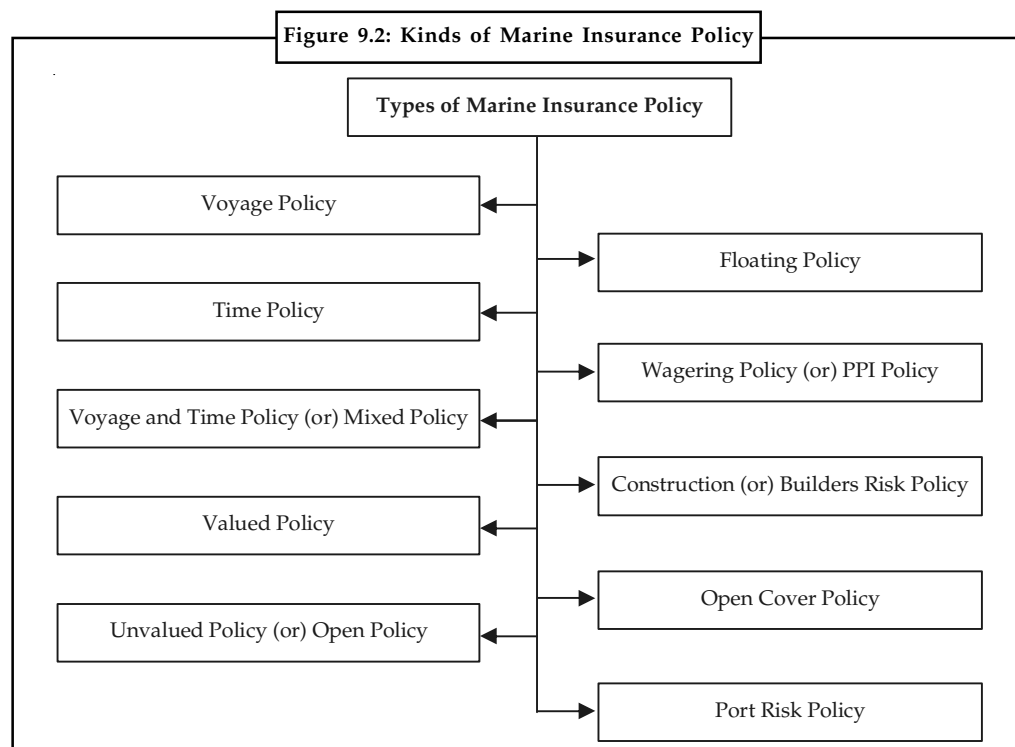 Figure 9.2: Kinds of Marine Insurance Policy
Types of Marine Insurance Policy
Voyage Policy
Floating Policy
Time Policy
Wagering Policy (or) PPI Policy
Voyage and Time Policy (or) Mixed Policy
Construction (or) Builders Risk Policy
Valued Policy
Open Cover Policy
Unvalued Policy (or) Open Policy
Port Risk Policy